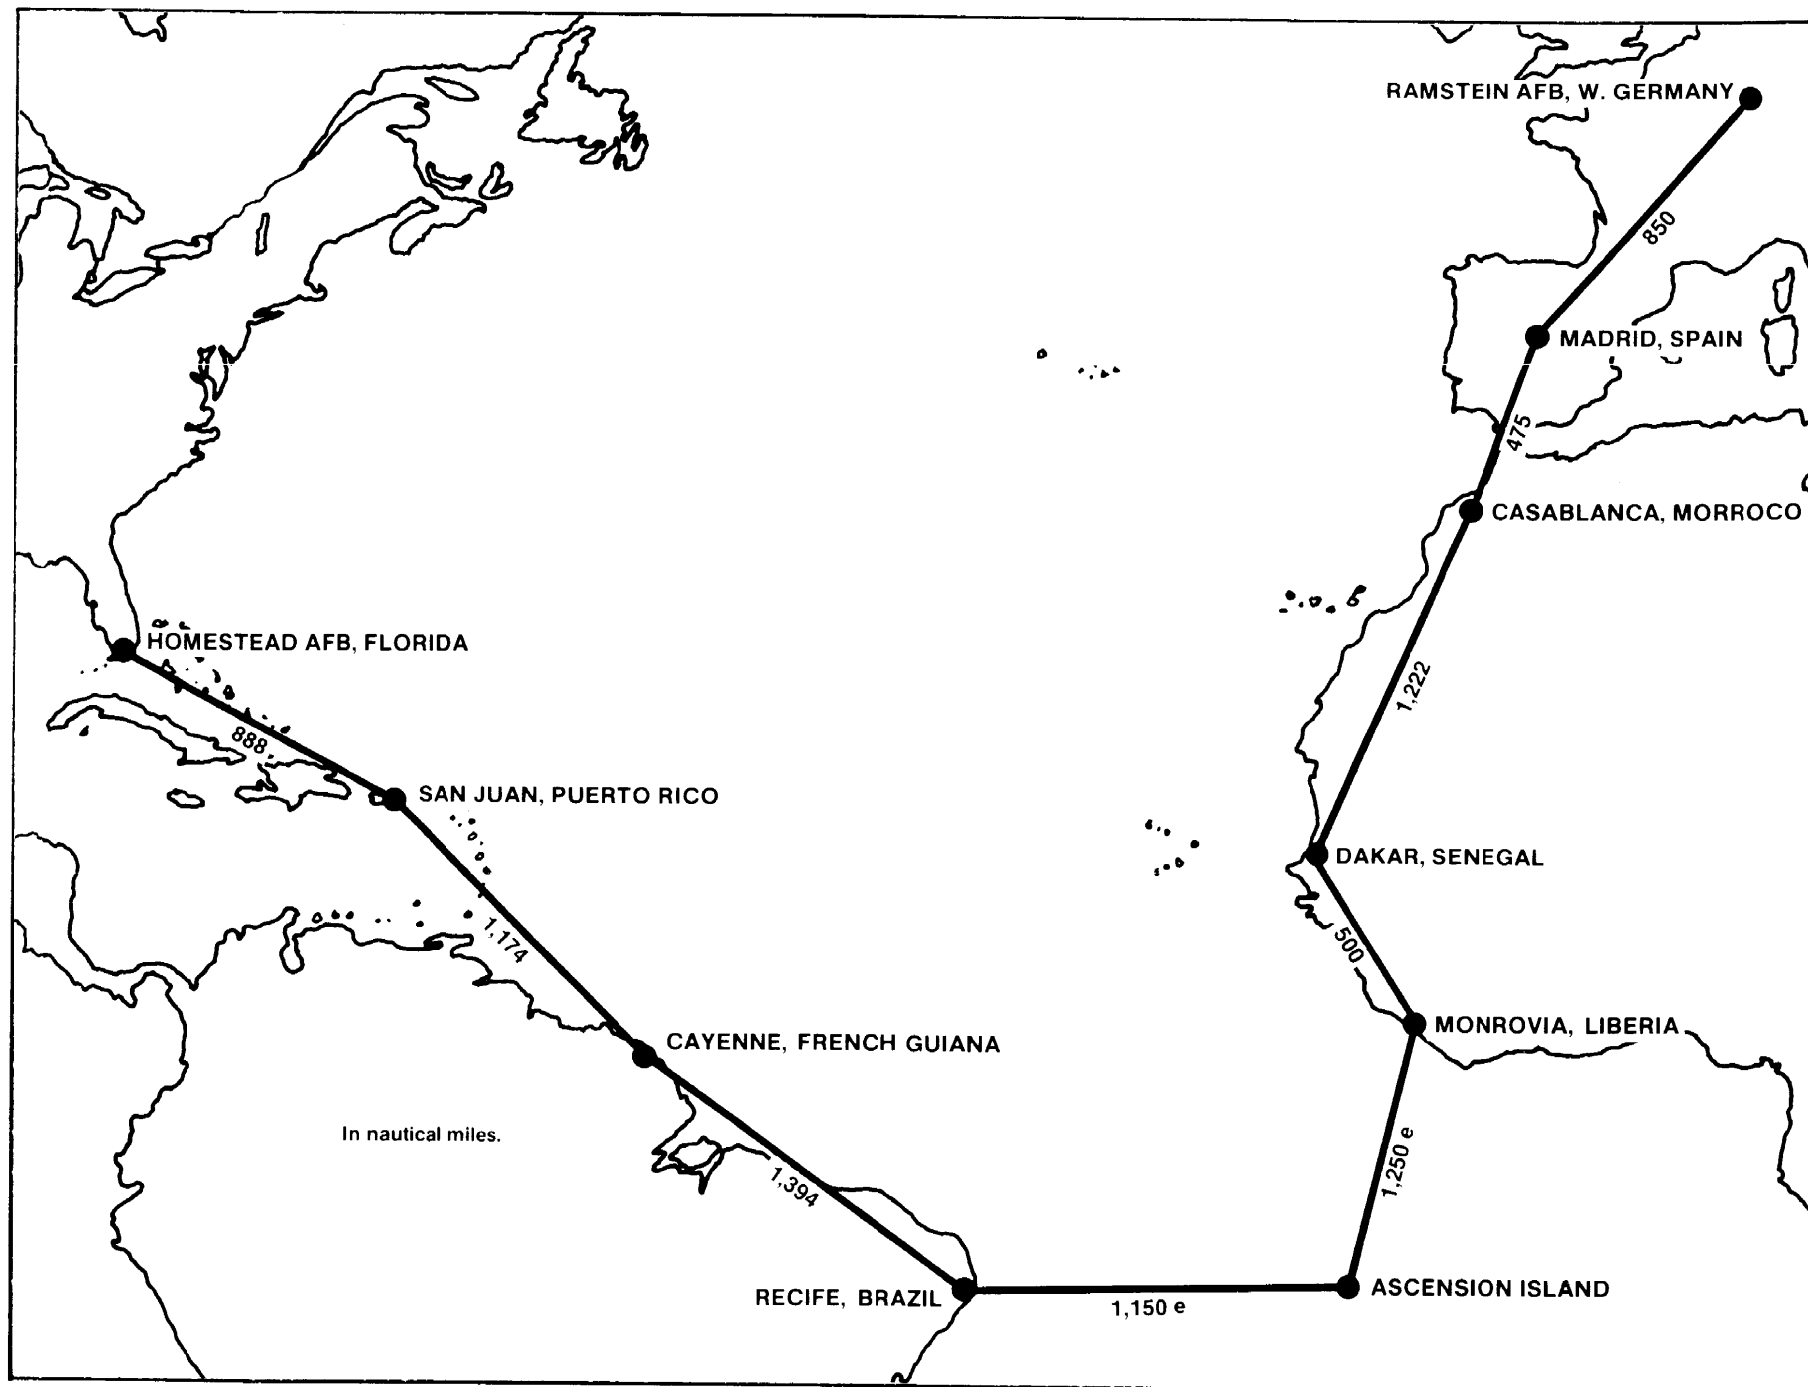 RAMSTEIN AFB, W. GERMANY
850
MADRID, SPAIN
475
CASABLANCA, MORROCO
HOMESTEAD AFB, FLORIDA
1,222
888
SAN JUAN, PUERTO RICO
DAKAR, SENEGAL
1,174
500
MONROVIA, LIBERIA
CAYENNE, FRENCH GUIANA
In nautical miles.
1,394
1,250 e
RECIFE, BRAZIL
ASCENSION ISLAND
1,150 e